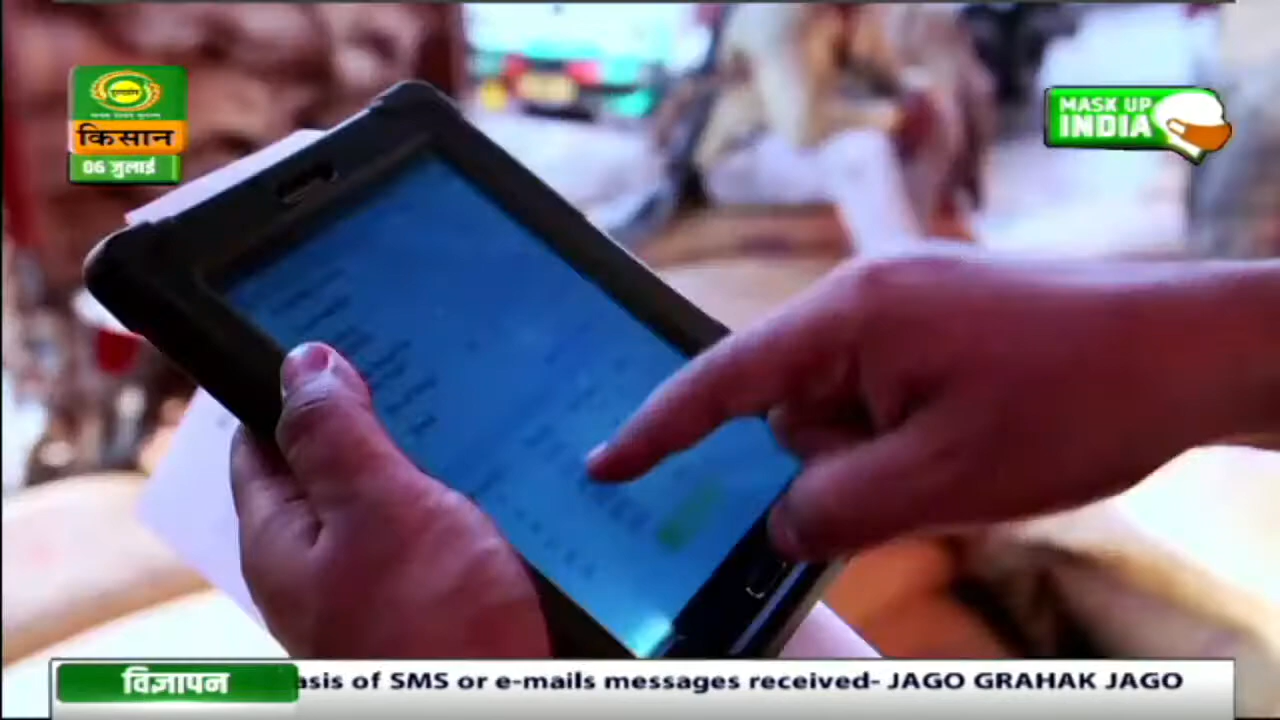 किसान
06 जुलाई
MASK UP
INDIA
विज्ञापन
asis of SMS or e-mails messages received- JAGO GRAHAK JAGO